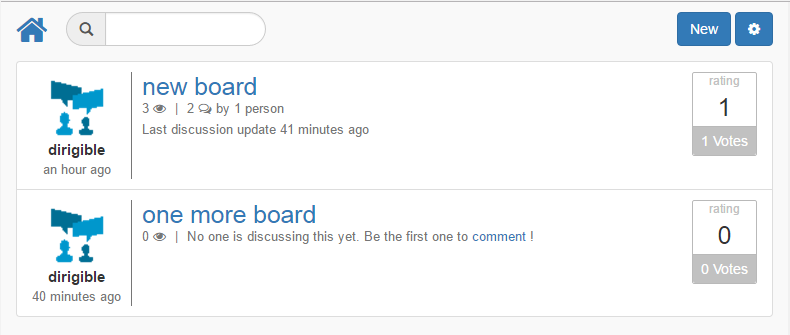 New
new board
3 | 2 by 1 person
Last discussion update 41 minutes ago
dirigible
an hour ago
rating
1
1 Votes
one more board
0 | No one is discussing this yet. Be the first one to comment !
dirigible
40 minutes ago
rating
0
0 Votes